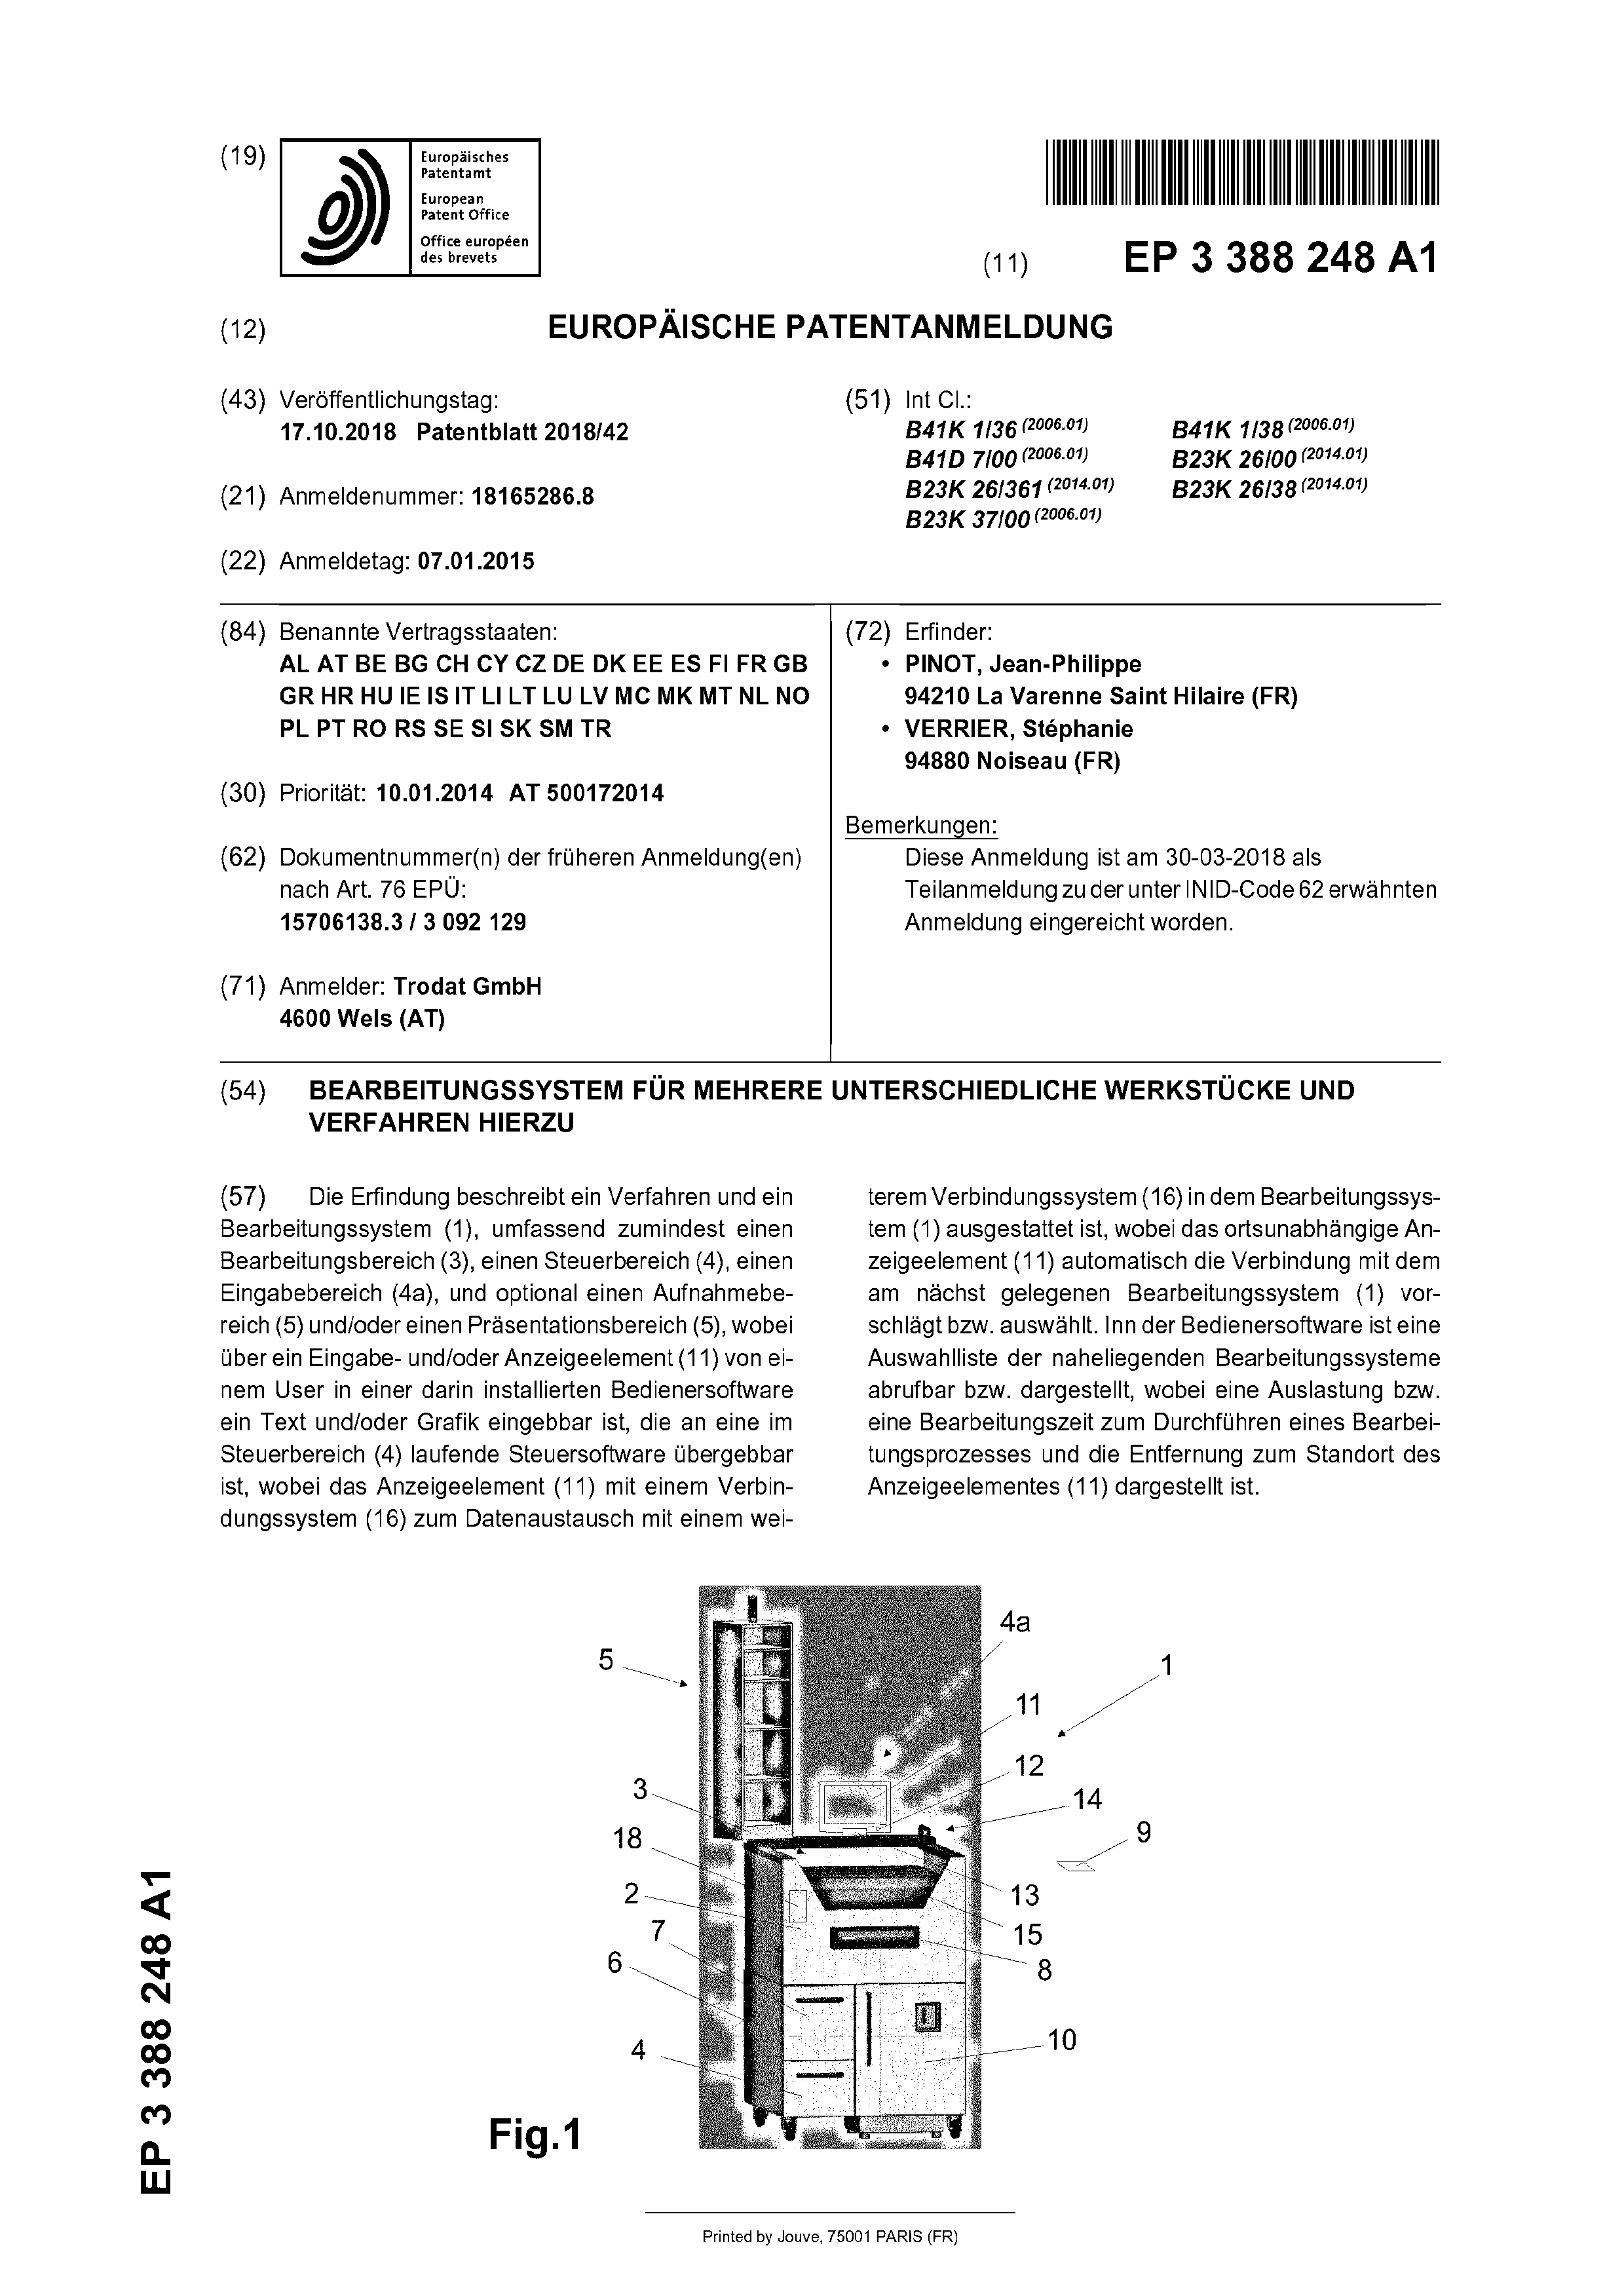 (19)
Europäisches
Patentamt
European
Patent Office
Office européen
des brevets
(11) EP 3 388 248 A1
(12) EUROPÄISCHE PATENTANMELDUNG
(43) Veröffentlichungstag:
17.10.2018 Patentblatt 2018/42
(21) Anmeldenummer: 18165286.8
(22) Anmeldetag: 07.01.2015
(51) Int Cl.:
B41K 1/36 (2006.01) B41K 1/38 (2006.01)
B41D 7/00 (2006.01) B23K 26/00 (2014.01)
B23K 26/361 (2014.01) B23K 26/38 (2014.01)
B23K 37/00 (2006.01)
(84) Benannte Vertragsstaaten:
AL AT BE BG CH CY CZ DE DK EE ES FI FR GB
GR HR HU IE IS IT LI LT LU LV MC MK MT NL NO
PL PT RO RS SE SI SK SM TR
(30) Priorität: 10.01.2014 AT 500172014
(62) Dokumentnummer(n) der früheren Anmeldung(en)
nach Art. 76 EPÜ:
15706138.3 / 3 092 129
(71) Anmelder: Trodat GmbH
4600 Wels (AT)
(72) Erfinder:
• PINOT, Jean-Philippe
94210 La Varenne Saint Hilaire (FR)
• VERRIER, Stéphanie
94880 Noiseau (FR)
Bemerkungen:
Diese Anmeldung ist am 30-03-2018 als
Teilanmeldung zu der unter INID-Code 62 erwähnten
Anmeldung eingereicht worden.
(54) BEARBEITUNGSSYSTEM FÜR MEHRERE UNTERSCHIEDLICHE WERKSTÜCKE UND
VERFAHREN HIERZU
(57) Die Erfindung beschreibt ein Verfahren und ein
Bearbeitungssystem (1), umfassend zumindest einen
Bearbeitungsbereich (3), einen Steuerbereich (4), einen
Eingabebereich (4a), und optional einen Aufnahmebe-
reich (5) und/oder einen Präsentationsbereich (5), wobei
über ein Eingabe- und/oder Anzeigeelement (11) von ei-
nem User in einer darin installierten Bedienersoftware
ein Text und/oder Grafik eingebbar ist, die an eine im
Steuerbereich (4) laufende Steuersoftware übergebbar
ist, wobei das Anzeigeelement (11) mit einem Verbin-
dungssystem (16) zum Datenaustausch mit einem wei-
terem Verbindungssystem (16) in dem Bearbeitungssys-
tem (1) ausgestattet ist, wobei das ortsunabhängige An-
zeigeelement (11) automatisch die Verbindung mit dem
am nächst gelegenen Bearbeitungssystem (1) vor-
schlägt bzw. auswählt. Inn der Bedienersoftware ist eine
Auswahlliste der naheliegenden Bearbeitungssysteme
abrufbar bzw. dargestellt, wobei eine Auslastung bzw.
eine Bearbeitungszeit zum Durchführen eines Bearbei-
tungsprozesses und die Entfernung zum Standort des
Anzeigeelementes (11) dargestellt ist.
4a
5
1
11
12
3
14
18
9
2
13
7
15
6
8
4
10
Fig.1
EP 3 388 248 A1
Printed by Jouve, 75001 PARIS (FR)